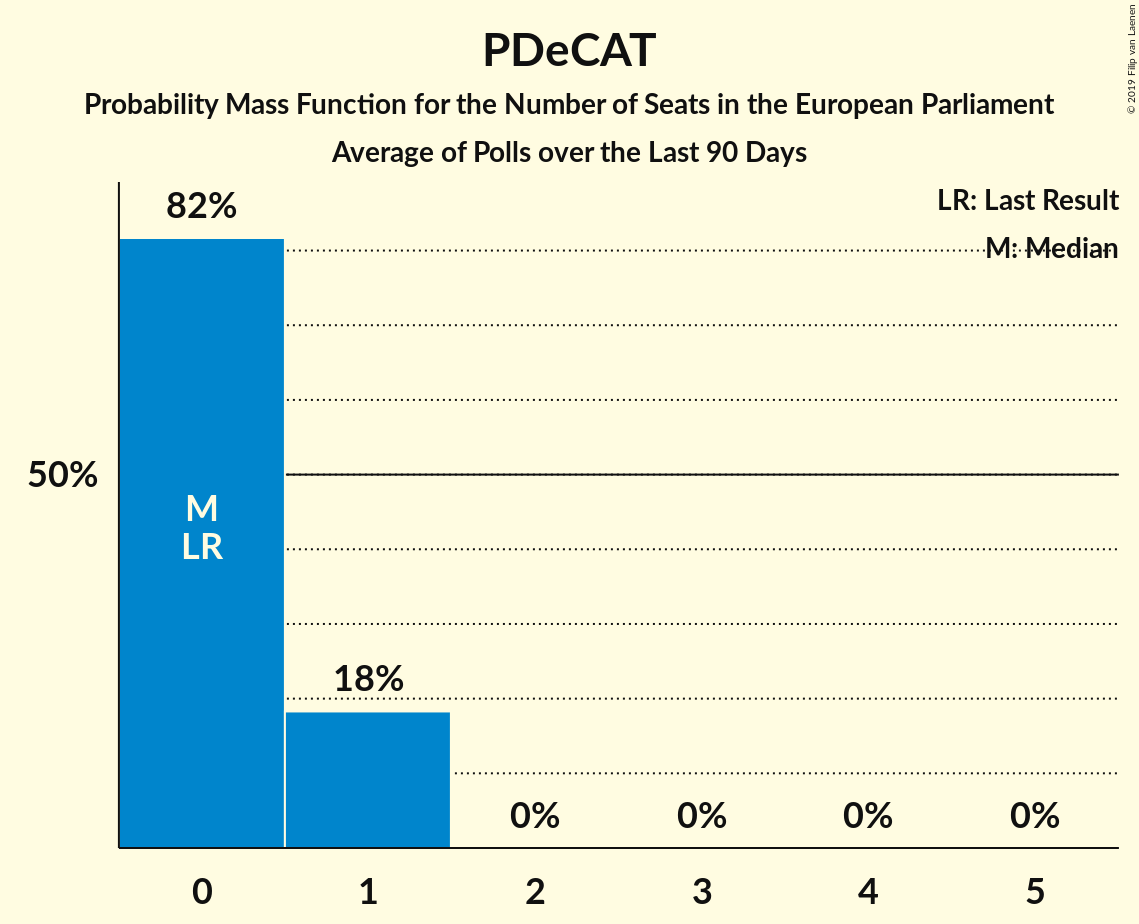 PDeCAT
Probability Mass Function for the Number of Seats in the European Parliament
Average of Polls over the Last 90 Days
© 2019 Filip van Laenen
LR: Last Result
M: Median
82%
50%
M
LR
18%
0%
0%
0%
0%
0
1
2
3
4
5